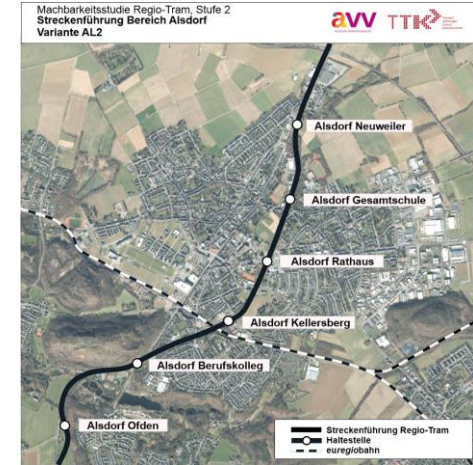 Machbarkeitsstudie Regio-Tram, Stufe 2
Streckenführung Bereich Alsdorf
Variante AL2
avv
TTK
Alsdorf Neuweiler
Alsdorf Gesamtschule
Alsdorf Rathaus
Alsdorf Kellersberg
Alsdorf Berufskolleg
Alsdorf Ofden
Streckenführung Regio-Tram
Haltestelle
euregiobahn